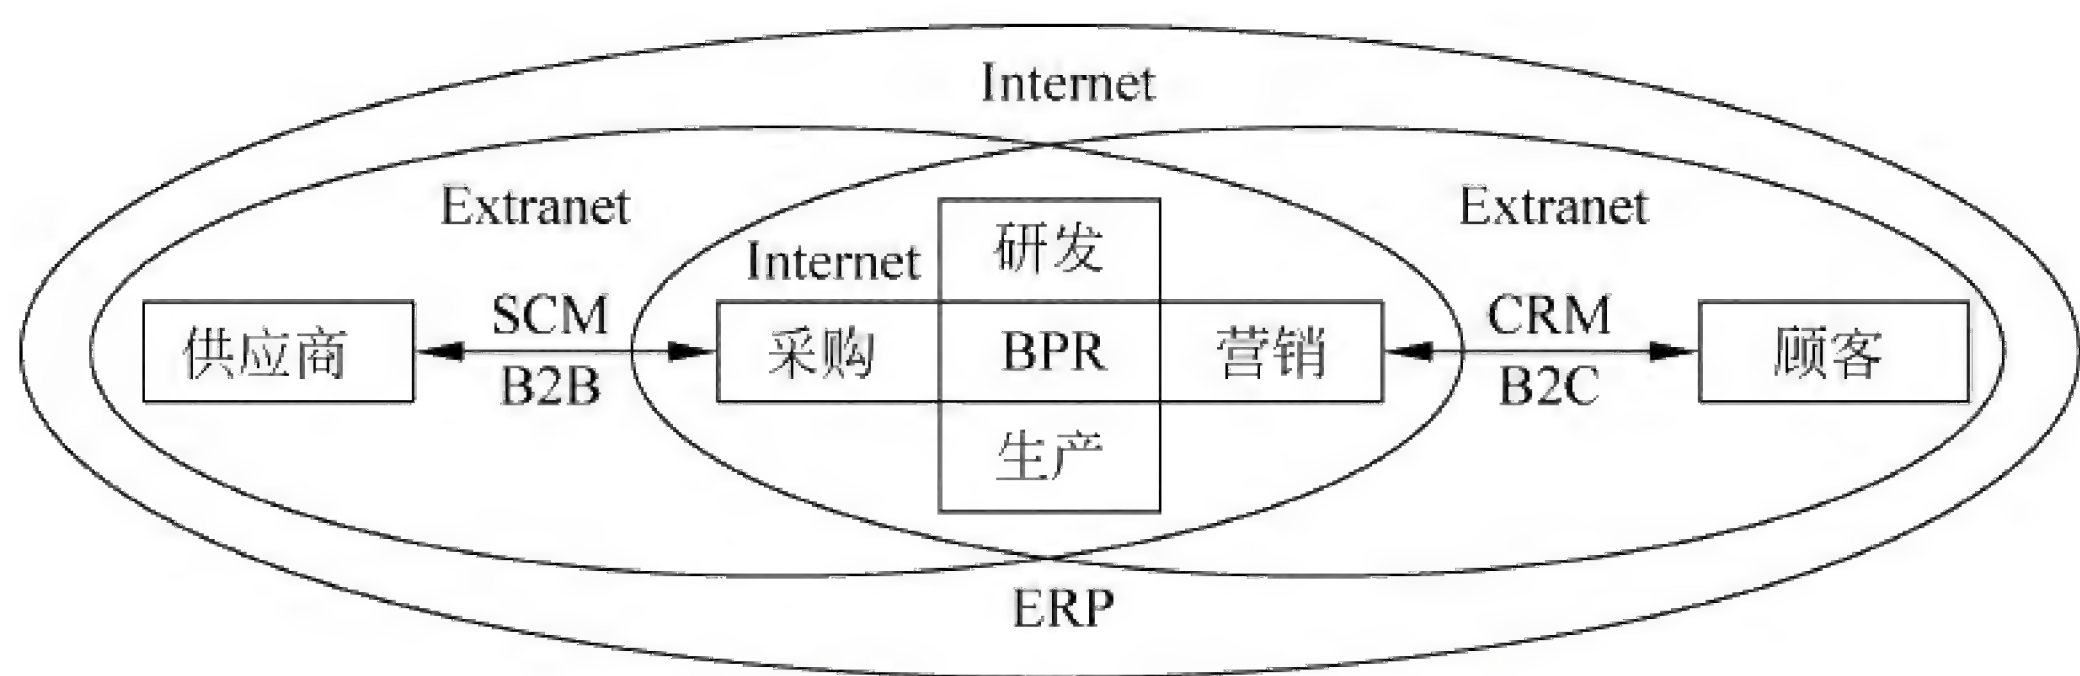 Internet
Extranet
Extranet
研发
Internet
供应商
SCM
B2B
采购
BPR
营销
CRM
B2C
顾客
生产
ERP